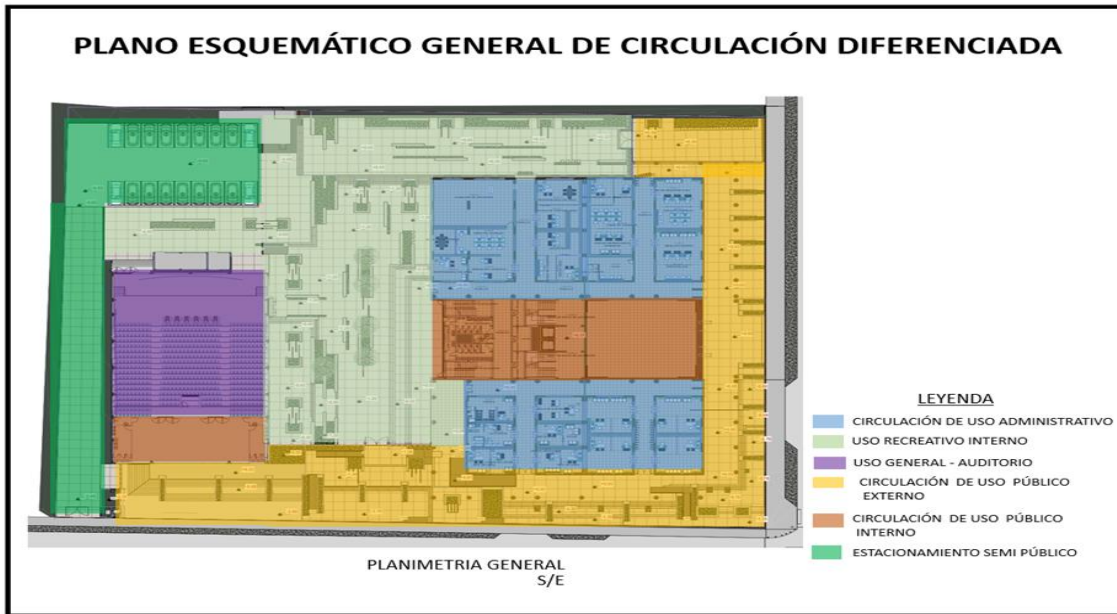 PLANO ESQUEMÁTICO GENERAL DE CIRCULACIÓN DIFERENCIADA
LEYENDA
CIRCULACIÓN DE USO ADMINISTRATIVO
USO RECREATIVO INTERNO
USO GENERAL - AUDITORIO
CIRCULACIÓN DE USO PÚBLICO
EXTERNO
CIRCULACIÓN DE USO PÚBLICO
INTERNO
ESTACIONAMIENTO SEMI PÚBLICO
PLANIMETRIA GENERAL
S/E